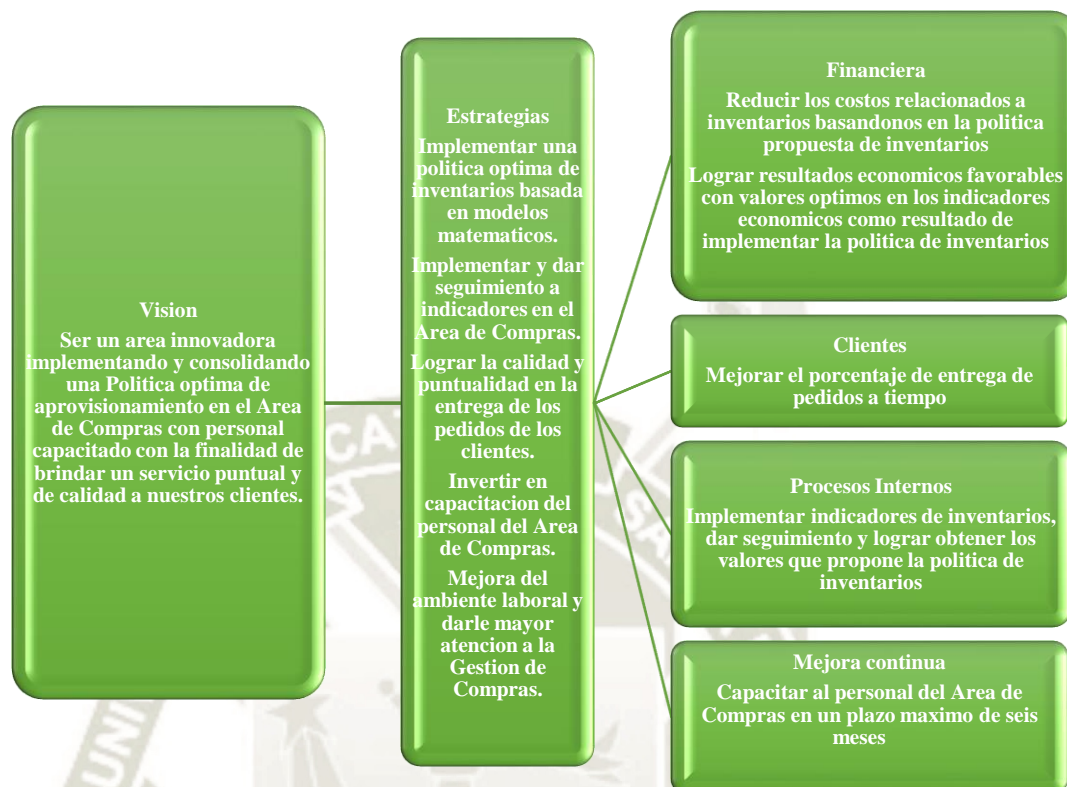 Vision
Ser un area innovadora
implementando y consolidando
una Politica optima de
aprovisionamiento en el Area
de Compras con personal
capacitado con la finalidad de
brindar un servicio puntual y
de calidad a nuestros clientes.
Estrategias
Implementar una
politica optima de
inventarios basada
en modelos
matematicos.
Implementar y dar
seguimiento a
indicadores en el
Area de Compras.
Lograr la calidad y
puntualidad en la
entrega de los
pedidos de los
clientes.
Invertir en
capacitacion del
personal del Area
de Compras.
Mejora del
ambiente laboral y
darle mayor
atencion a la
Gestion de
Compras.
Financiera
Reducir los costos relacionados a
inventarios basandonos en la politica
propuesta de inventarios
Lograr resultados economicos favorables
con valores optimos en los indicadores
economicos como resultado de
implementar la politica de inventarios
Clientes
Mejorar el porcentaje de entrega de
pedidos a tiempo
Procesos Internos
Implementar indicadores de inventarios,
dar seguimiento y lograr obtener los
valores que propone la politica de
inventarios
Mejora continua
Capacitar al personal del Area de
Compras en un plazo maximo de seis
meses